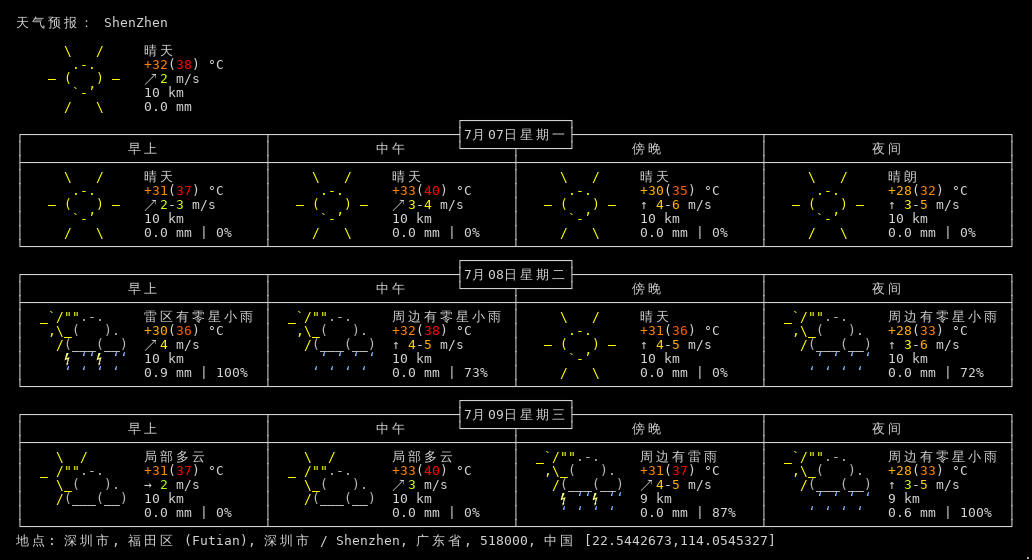 天气预报： ShenZhen
晴天
+32(38) °C
↗2 m/s
10 km
0.0 mm
7月07日星期一
早上 中午 傍晚 夜间
晴天 晴天 晴天 晴朗
+31(37) °C +33(40) °C +30(35) °C +28(32) °C
↗2-3 m/s ↗3-4 m/s ↑ 4-6 m/s ↑ 3-5 m/s
10 km 10 km 10 km 10 km
0.0 mm | 0% 0.0 mm | 0% 0.0 mm | 0% 0.0 mm | 0%
7月08日星期二
早上 中午 傍晚 夜间
雷区有零星小雨 周边有零星小雨 晴天 周边有零星小雨
+30(36) °C +32(38) °C +31(36) °C +28(33) °C
↗4 m/s ↑ 4-5 m/s ↑ 4-5 m/s ↑ 3-6 m/s
10 km 10 km 10 km 10 km
0.9 mm | 100% 0.0 mm | 73% 0.0 mm | 0% 0.0 mm | 72%
7月09日星期三
早上 中午 傍晚 夜间
局部多云 局部多云 周边有雷雨 周边有零星小雨
+31(37) °C +33(40) °C +31(37) °C +28(33) °C
→ 2 m/s ↗3 m/s ↗4-5 m/s ↑ 3-5 m/s
10 km 10 km 9 km 9 km
0.0 mm | 0% 0.0 mm | 0% 0.0 mm | 87% 0.6 mm | 100%
地点: 深圳市, 福田区 (Futian), 深圳市 / Shenzhen, 广东省, 518000, 中国 [22.5442673,114.0545327]